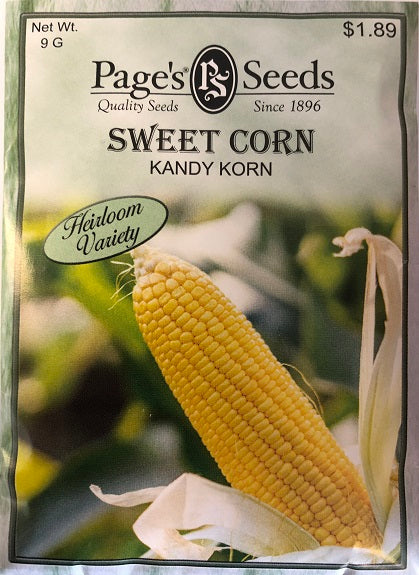 Net Wt.
9 G
$1.89
Page's PS Seeds
Quality Seeds Since 1896
SWEET CORN
KANDY KORN
Heirloom
Variety